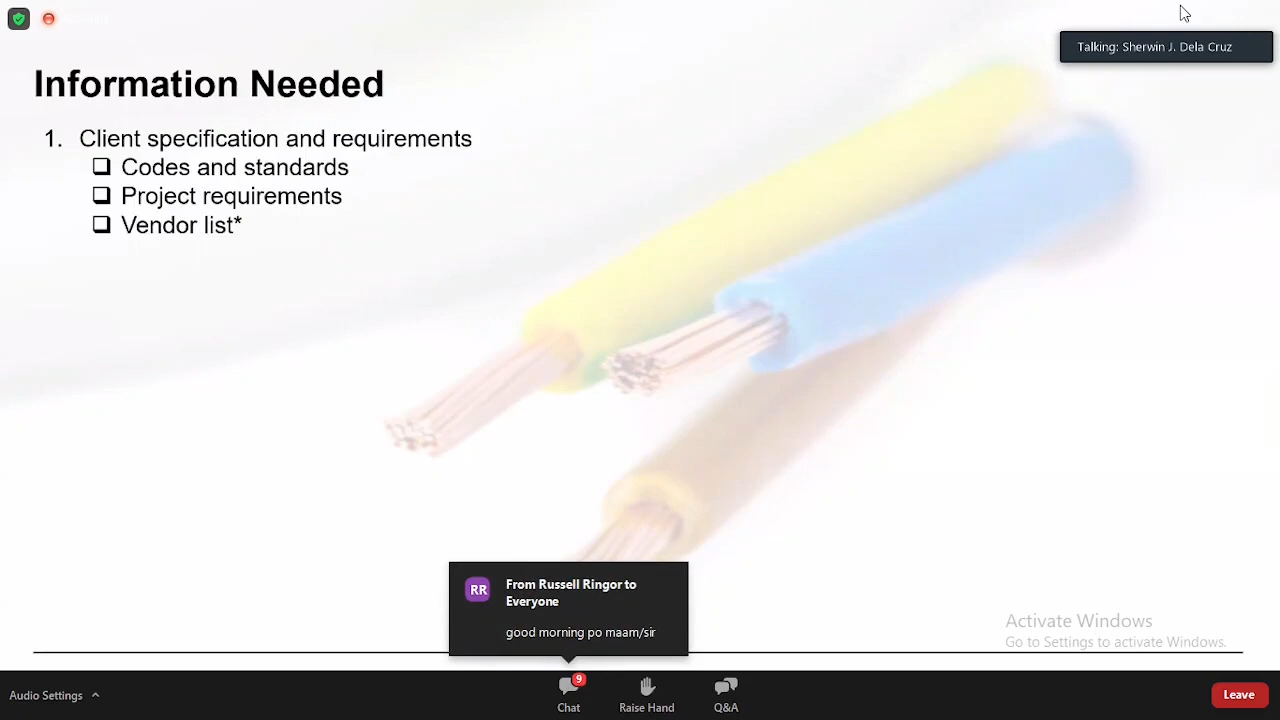 Talking: Sherwin J. Dela Cruz
Information Needed
1. Client specification and requirements
❑ Codes and standards
❑ Project requirements
❑ Vendor list*
RR
From Russell Ringor to
Everyone
good morning po maam/sir
Activate Windows
Go to Settings to activate Windows.
Audio Settings
9
Chat
Raise Hand
Q&A
Leave